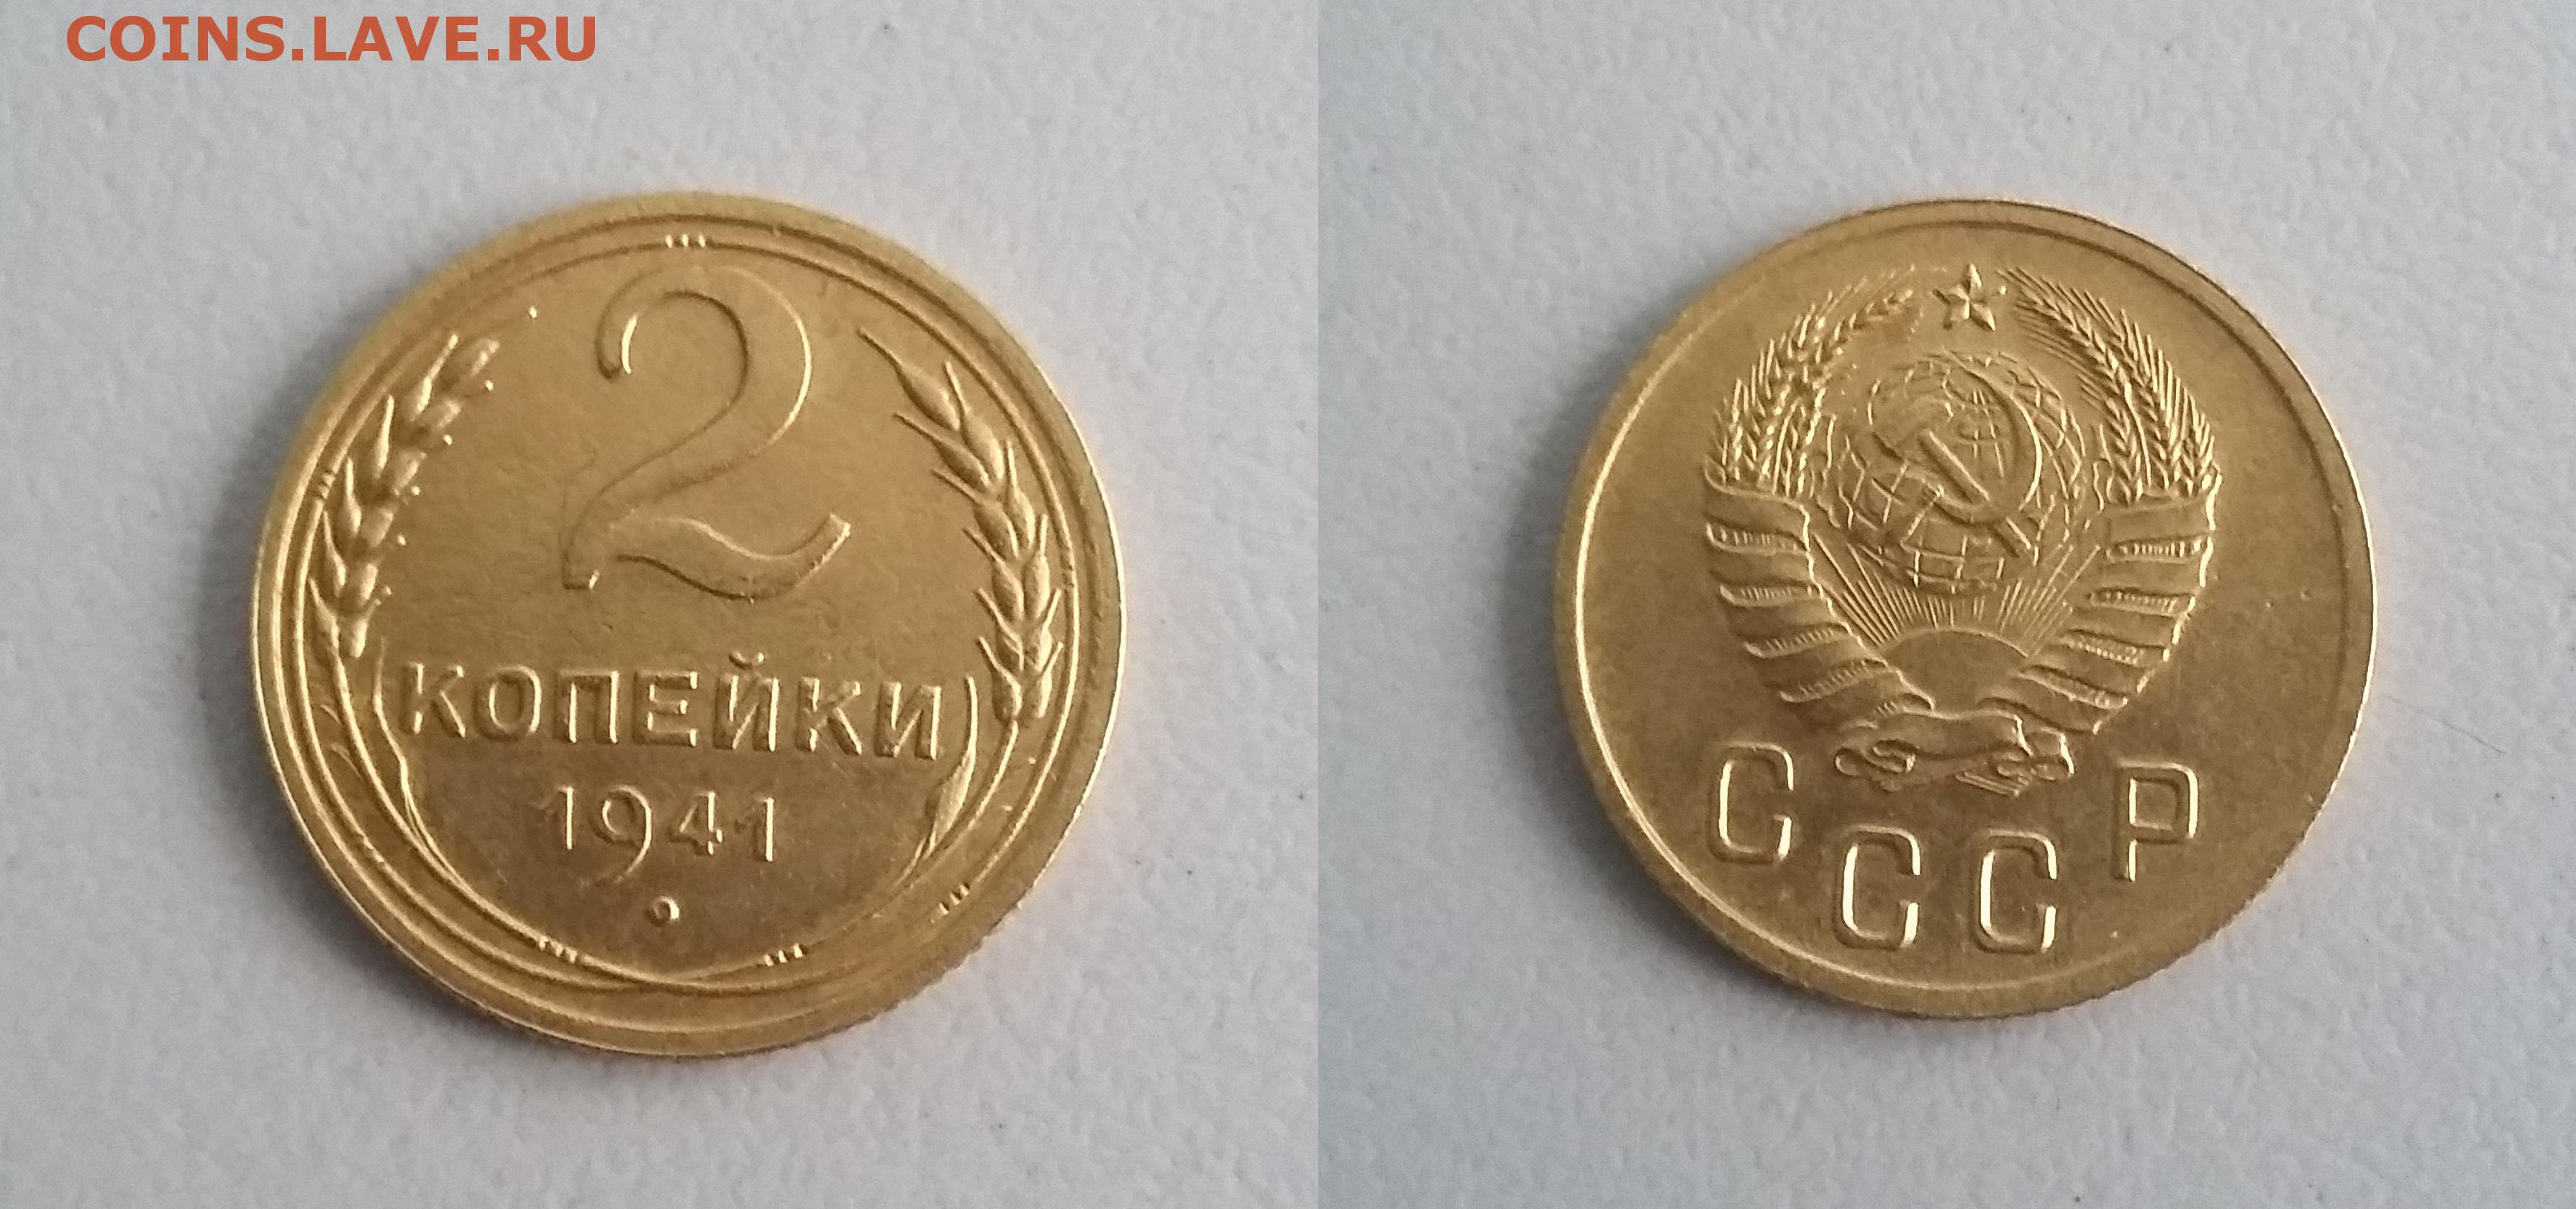 COINS.LAVE.RU
2
КОПЕЙКИ
1941
СССР